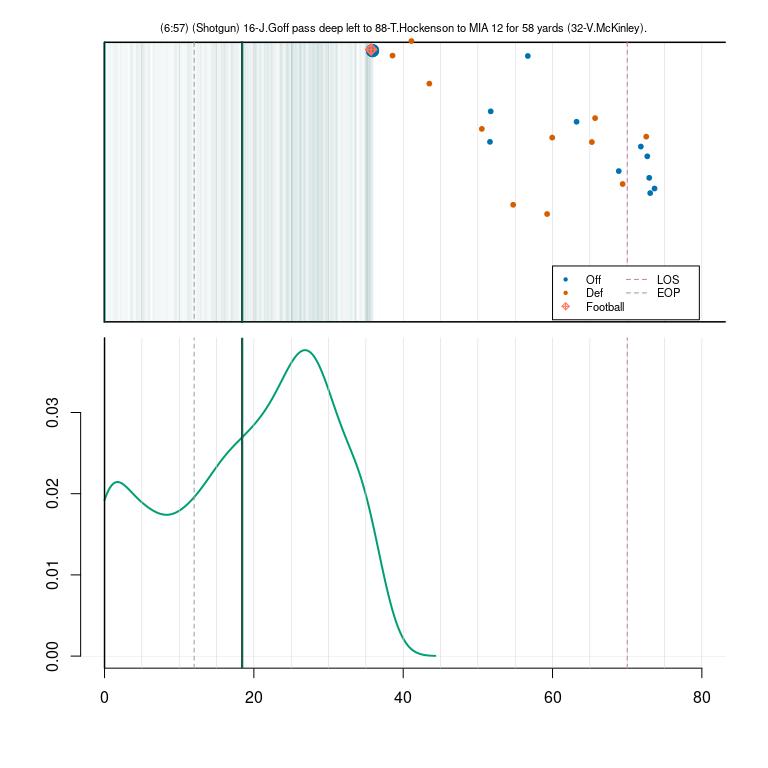 (6:57) (Shotgun) 16-J.Goff pass deep left to 88-T.Hockenson to MIA 12 for 58 yards (32-V.McKinley).
Off LOS
Def EOP
Football
0.03
0.02
0.01
0.00
0 20 40 60 80